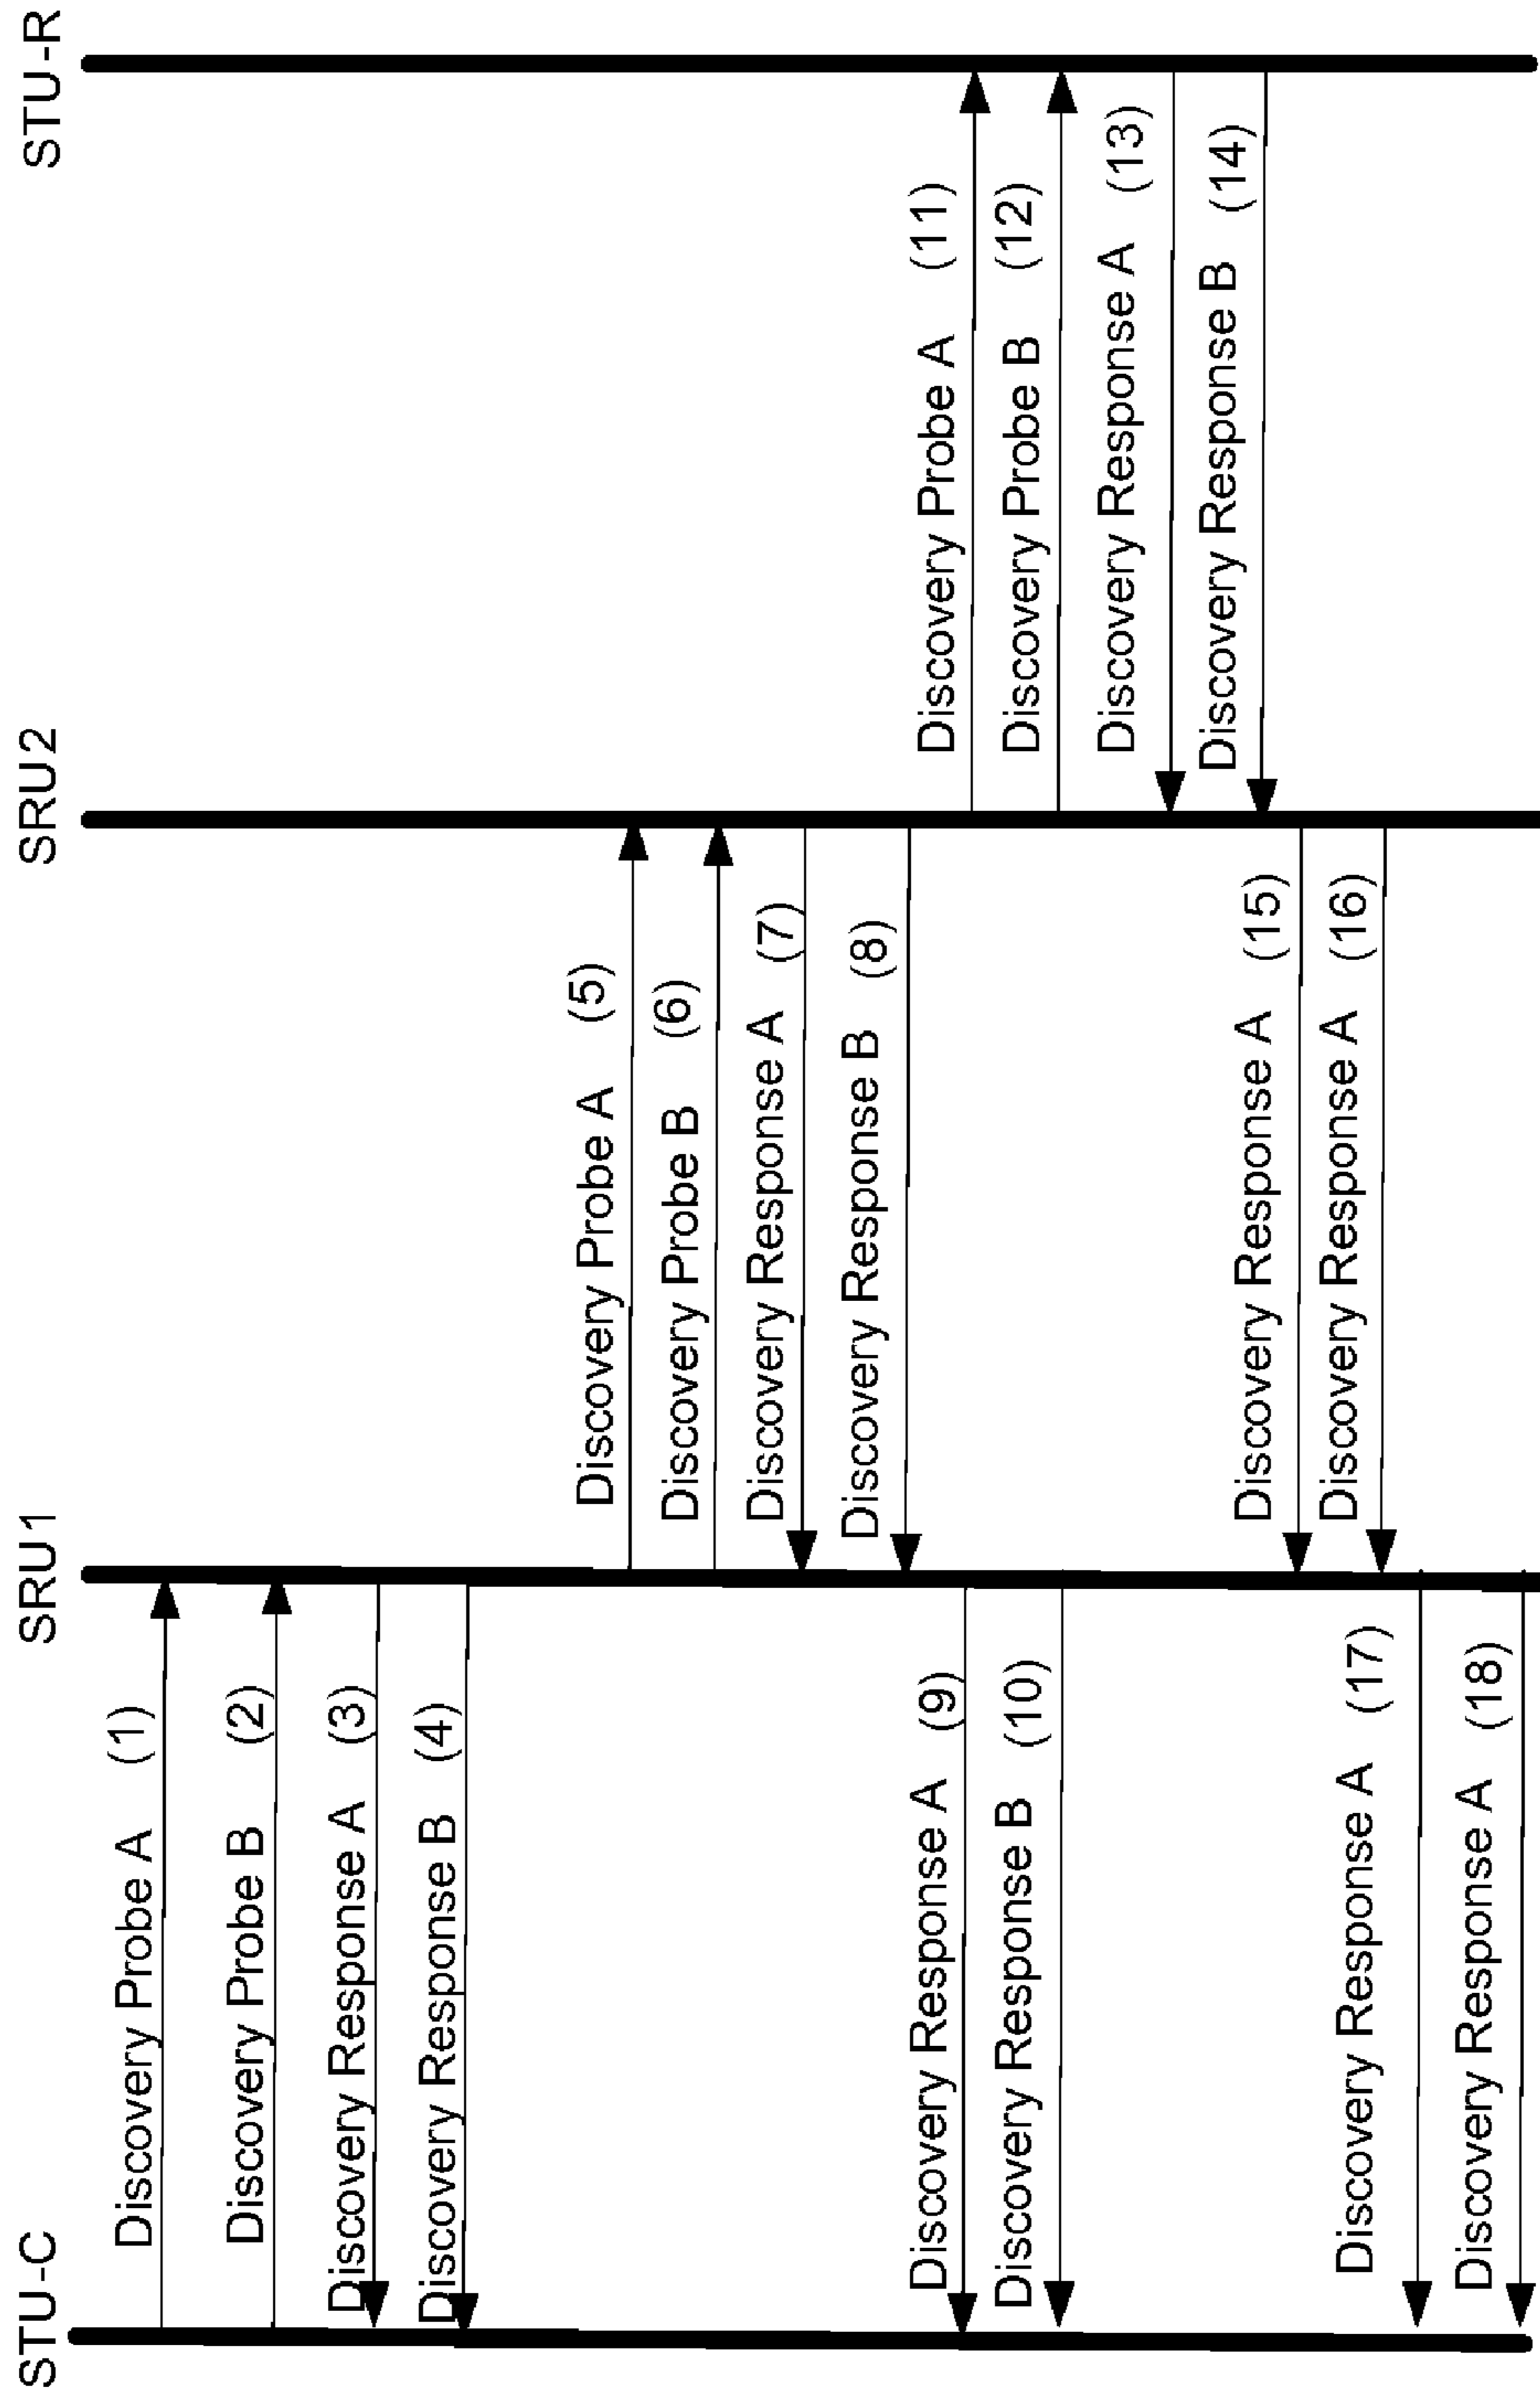 STU-C
SRU1
SRU2
STU-R
Discovery Probe A (1)
Discovery Probe B (2)
Discovery Response A (3)
Discovery Response B (4)
Discovery Probe A (5)
Discovery Probe B (6)
Discovery Response A (7)
Discovery Response B (8)
Discovery Response A (9)
Discovery Response B (10)
Discovery Probe A (11)
Discovery Probe B (12)
Discovery Response A (13)
Discovery Response B (14)
Discovery Response A (15)
Discovery Response A (16)
Discovery Response A (17)
Discovery Response A (18)